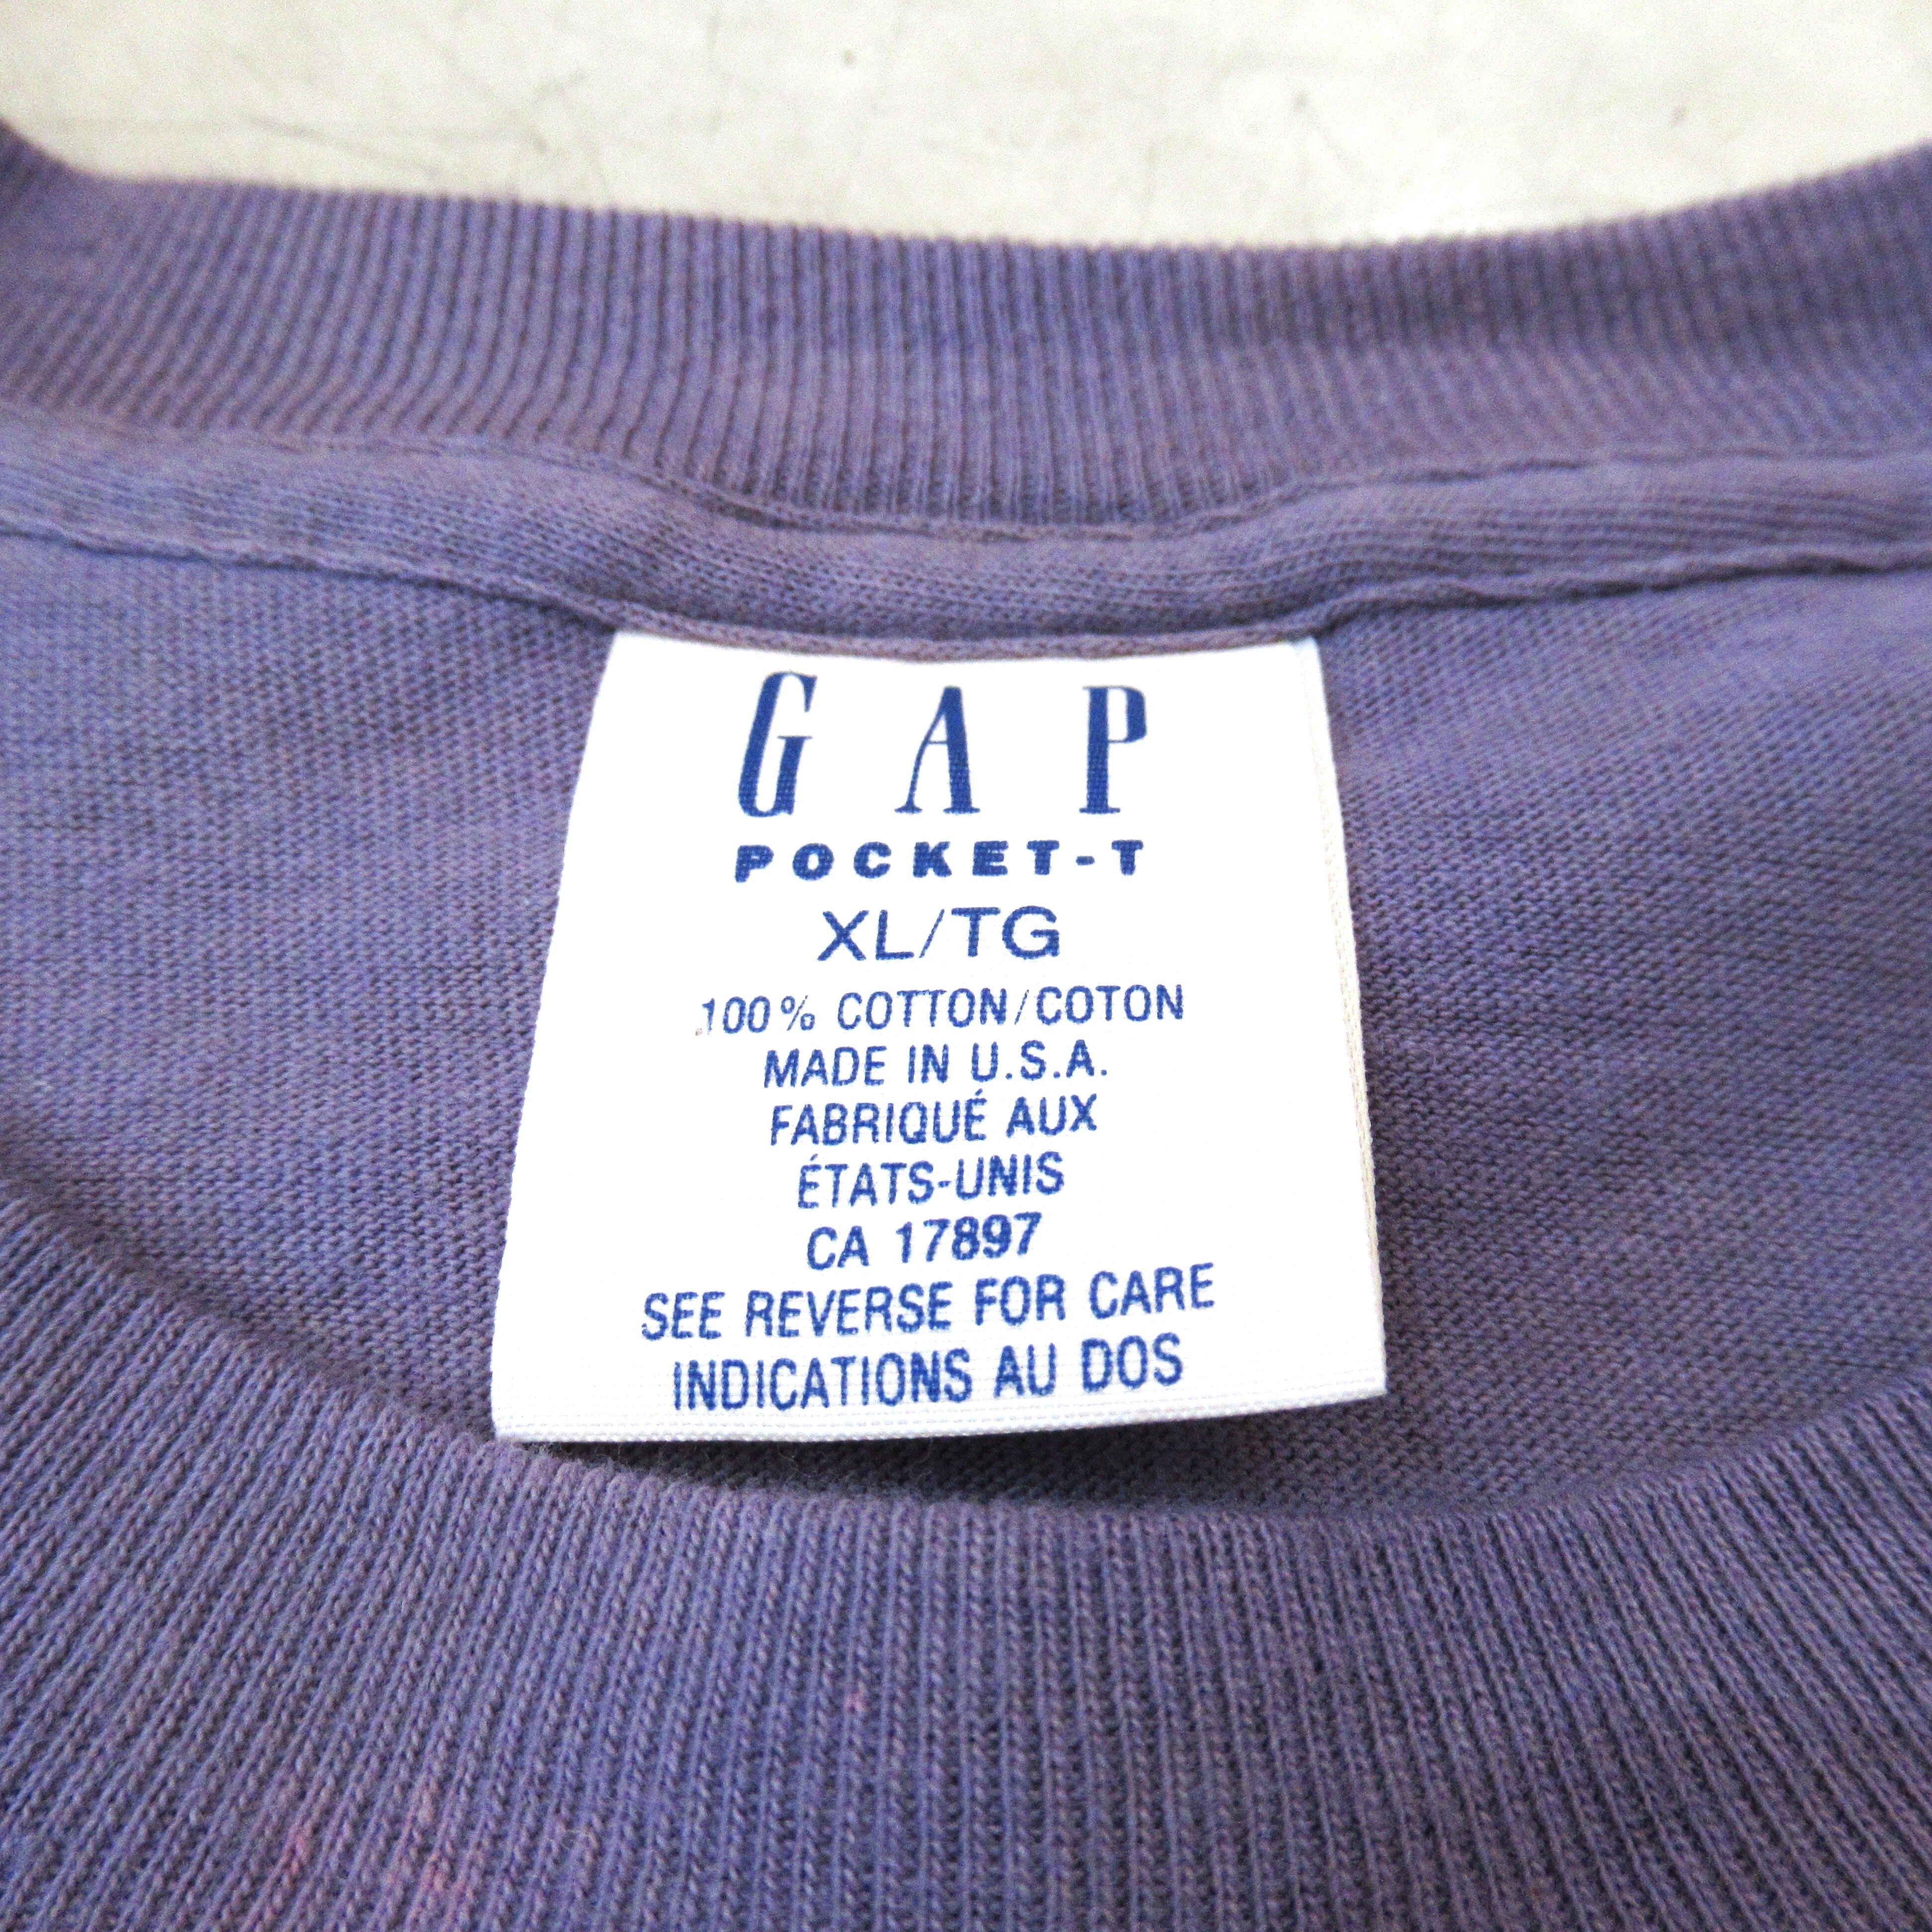 GAP
POCKET-T
XL/TG
100% COTTON/COTON
MADE IN U.S.A.
FABRIQUÉ AUX
ÉTATS-UNIS
CA 17897
SEE REVERSE FOR CARE
INDICATIONS AU DOS